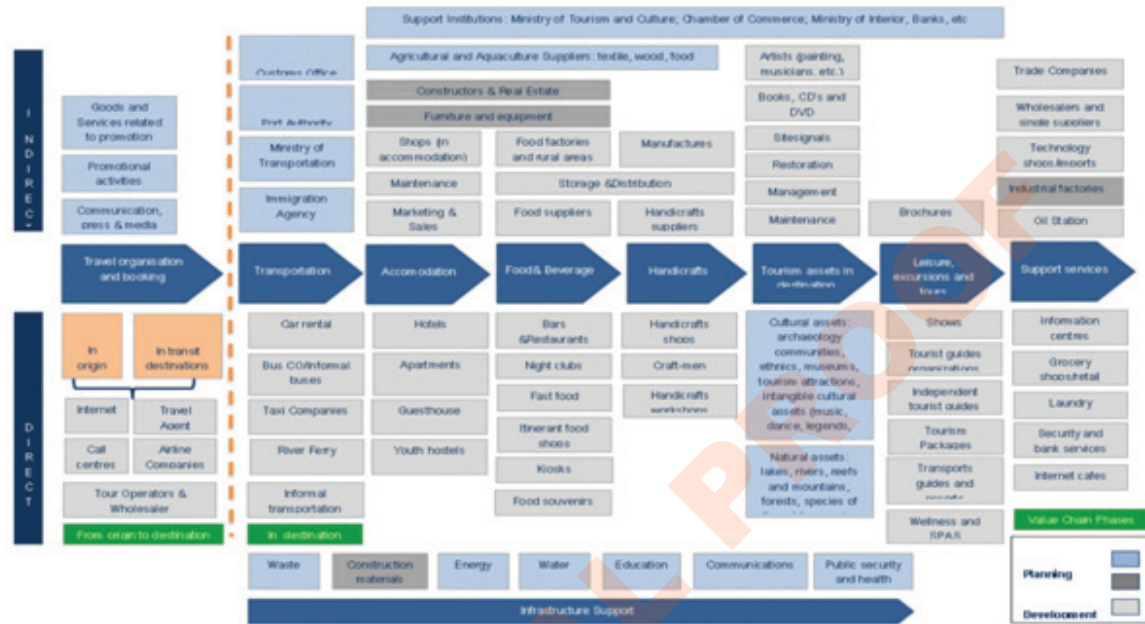 Support Institutions: Ministry of Tourism and Culture; Chamber of Commerce; Ministry of Interior, Banks, etc
I NDIREC-
Goods and
Services related
to promotion
Promotional
activities
Communication,
press & media
Customs Office
Port Authority
Ministry of
Transportation
Immigration
Agency
Agricultural and Aquaculture Suppliers: textile, wood, food
Constructors & Real Estate
Furniture and equipment
Shops (in
accommodation)
Food factories
and rural areas
Manufactures
Maintenance
Storage &Distribution
Marketing &
Sales
Food suppliers
Handicrafts
suppliers
Artists (painting,
musicians, etc.)
Books, CD's and
DVD
Sitesignals
Restoration
Management
Maintenance
Brochures
Trade Companies
Wholesalers and
single suppliers
Technology
shops/Imports
Industrial factories
Oil Station
Travel organisation
and booking
Transportation
Accomodation
Food& Beverage
Handicrafts
Tourism assets in
destination
Leisure,
excursions and
tours
Support services
DIRECT
In
origin
In transit
destinations
Internet
Travel
Agent
Call
centres
Airline
Companies
Tour Operators &
Wholesaler
From origin to destination
Car rental
Bus CO/Informal
buses
Taxi Companies
River Ferry
Informal
transportation
In destination
Hotels
Apartments
Guesthouse
Youth hostels
Bars
&Restaurants
Night clubs
Fast food
Itinerant food
shops
Kiosks
Food souvenirs
Handicrafts
shops
Craft-men
Handicrafts
workshops
Cultural assets:
archaeology
communities,
ethnics, museums,
tourism attractions,
intangible cultural
assets (music,
dance, legends,
Natural assets:
lakes, rivers, reefs
and mountains,
forests, species of
Shows
Tourist guides
organizations
Independent
tourist guides
Tourism
Packages
Transports
guides and
Wellness and
SPAS
Information
centres
Grocery
shops/retail
Laundry
Security and
bank services
Internet cafes
Value Chain Phases
Planning
Development
Waste
Construction
materials
Energy
Water
Education
Communications
Public security
and health
Infrastructure Support
L PROOF